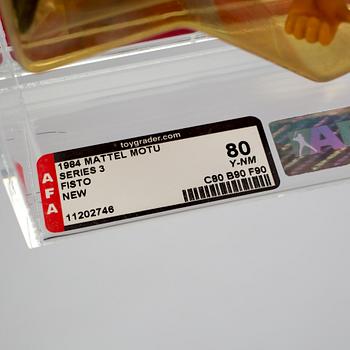 toygrader.com
AFA
1984 MATTEL MOTU
SERIES 3
FISTO
NEW
11202746
80
Y-NM
C80 B90 F90